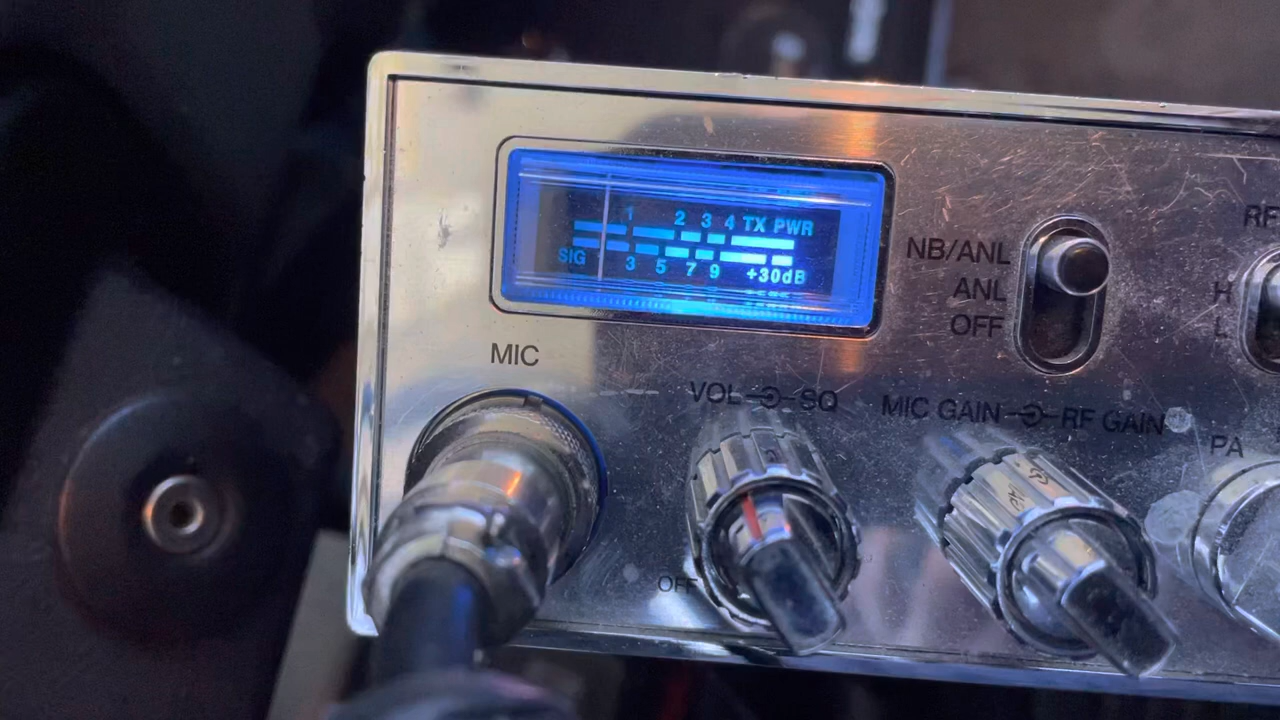 1 2 3 4 TX PWR
SIG 3 5 7 9 +30dB
NB/ANL
ANL
OFF
RF
H
L
MIC
VOL SQ
MIC GAIN RF GAIN
PA
OFF